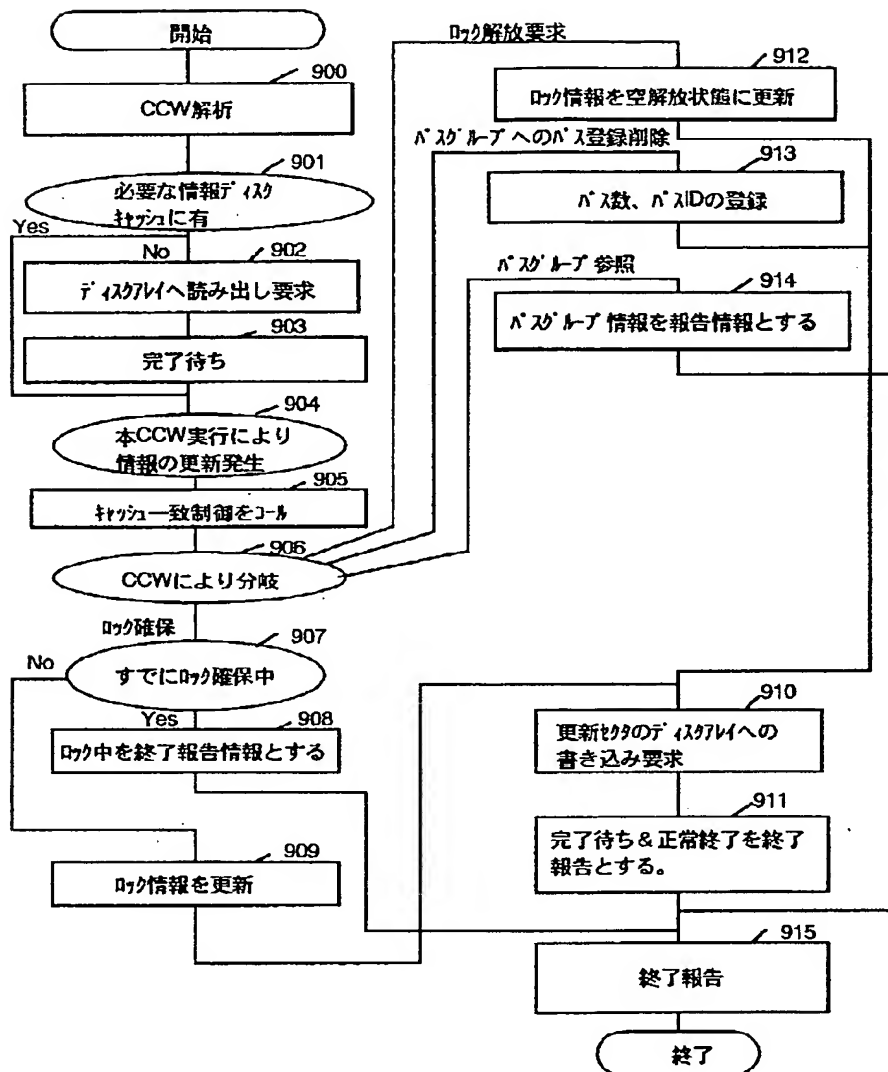 開始
900
CCW解析
901
必要な情報ディスク
キャッシュに有
Yes
No
902
ディスクアレイへ読み出し要求
903
完了待ち
904
本CCW実行により
情報の更新発生
905
キャッシュ一致制御をコール
906
CCWにより分岐
ロック確保
907
No
すでにロック確保中
Yes
908
ロック中を終了報告情報とする
909
ロック情報を更新
ロック解放要求
912
ロック情報を空解放状態に更新
パスグループへのパス登録削除
913
パス数、パスIDの登録
パスグループ参照
914
パスグループ情報を報告情報とする
910
更新セクタのディスクアレイへの
書き込み要求
911
完了待ち&正常終了を終了
報告とする。
915
終了報告
終了